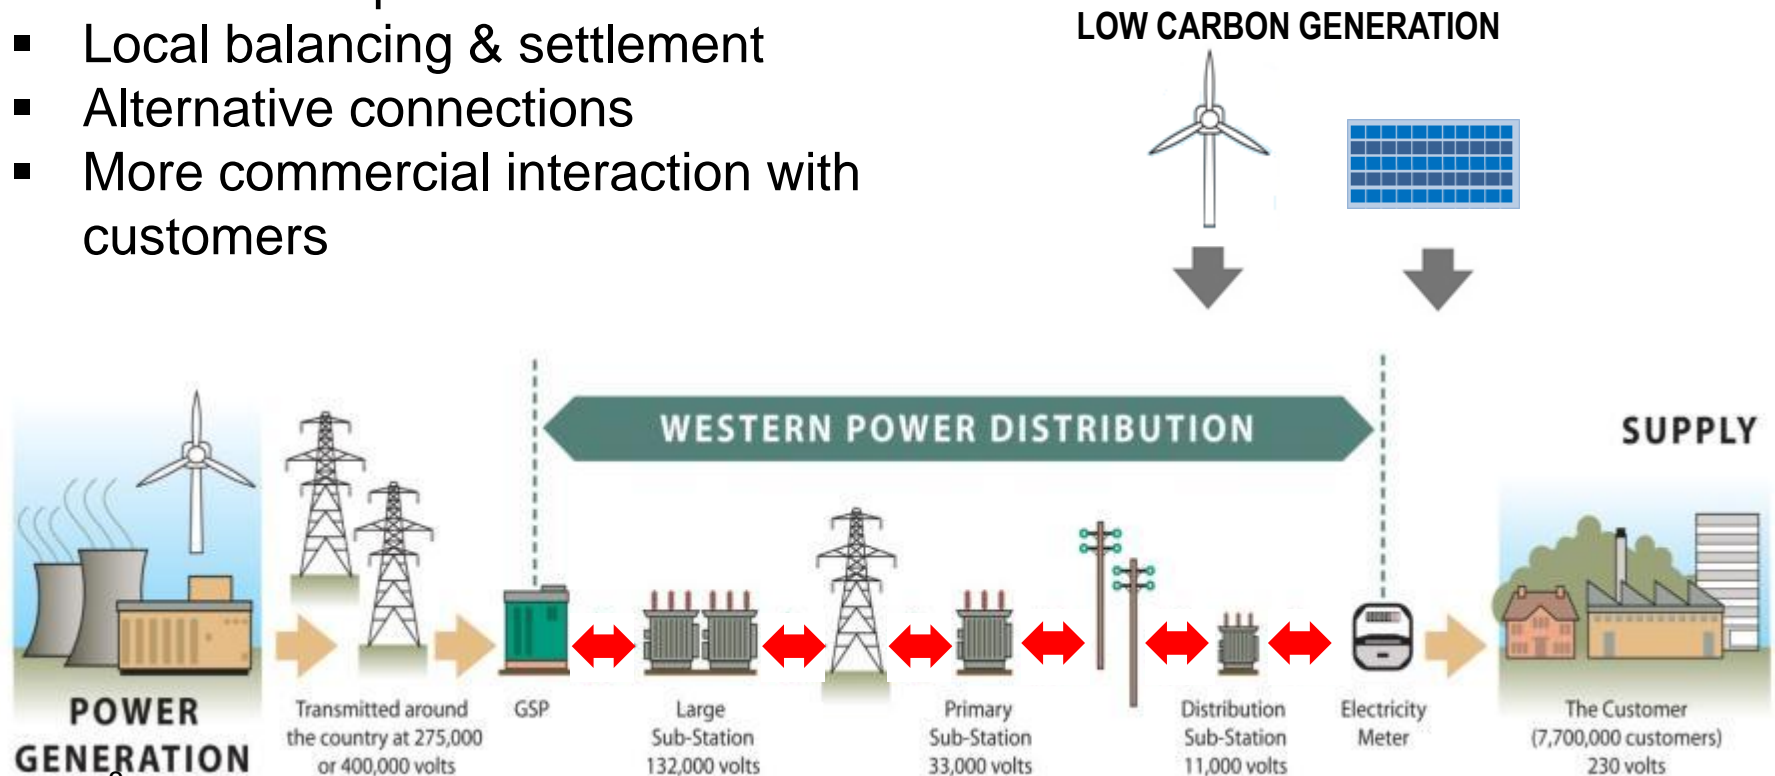 ▪ Local balancing & settlement
▪ Alternative connections
▪ More commercial interaction with
customers
LOW CARBON GENERATION
WESTERN POWER DISTRIBUTION
SUPPLY
POWER
GENERATION
Transmitted around
the country at 275,000
or 400,000 volts
GSP
Large
Sub-Station
132,000 volts
Primary
Sub-Station
33,000 volts
Distribution
Sub-Station
11,000 volts
Electricity
Meter
The Customer
(7,700,000 customers)
230 volts